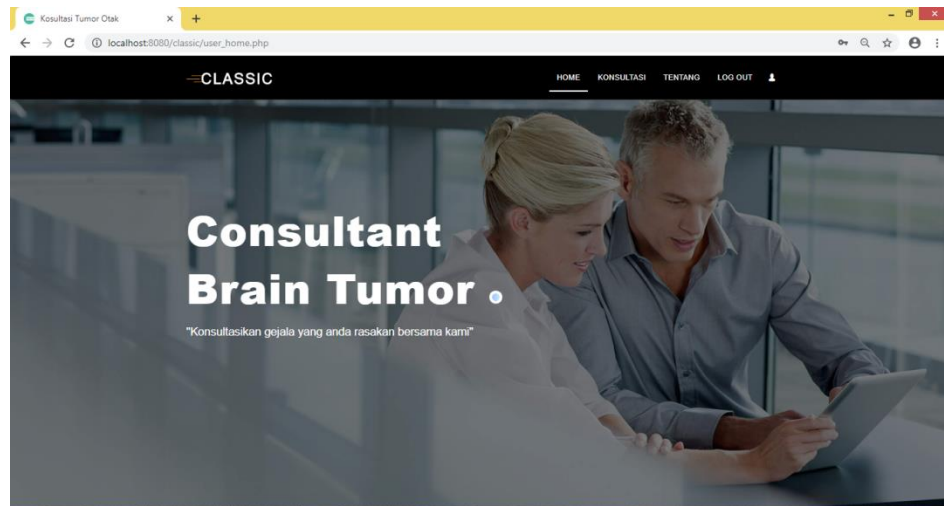 Kosultasi Tumor Otak
localhost:8080/classic/user_home.php
CLASSIC
HOME KONSULTASI TENTANG LOG OUT
Consultant
Brain Tumor
"Konsultasikan gejala yang anda rasakan bersama kami"